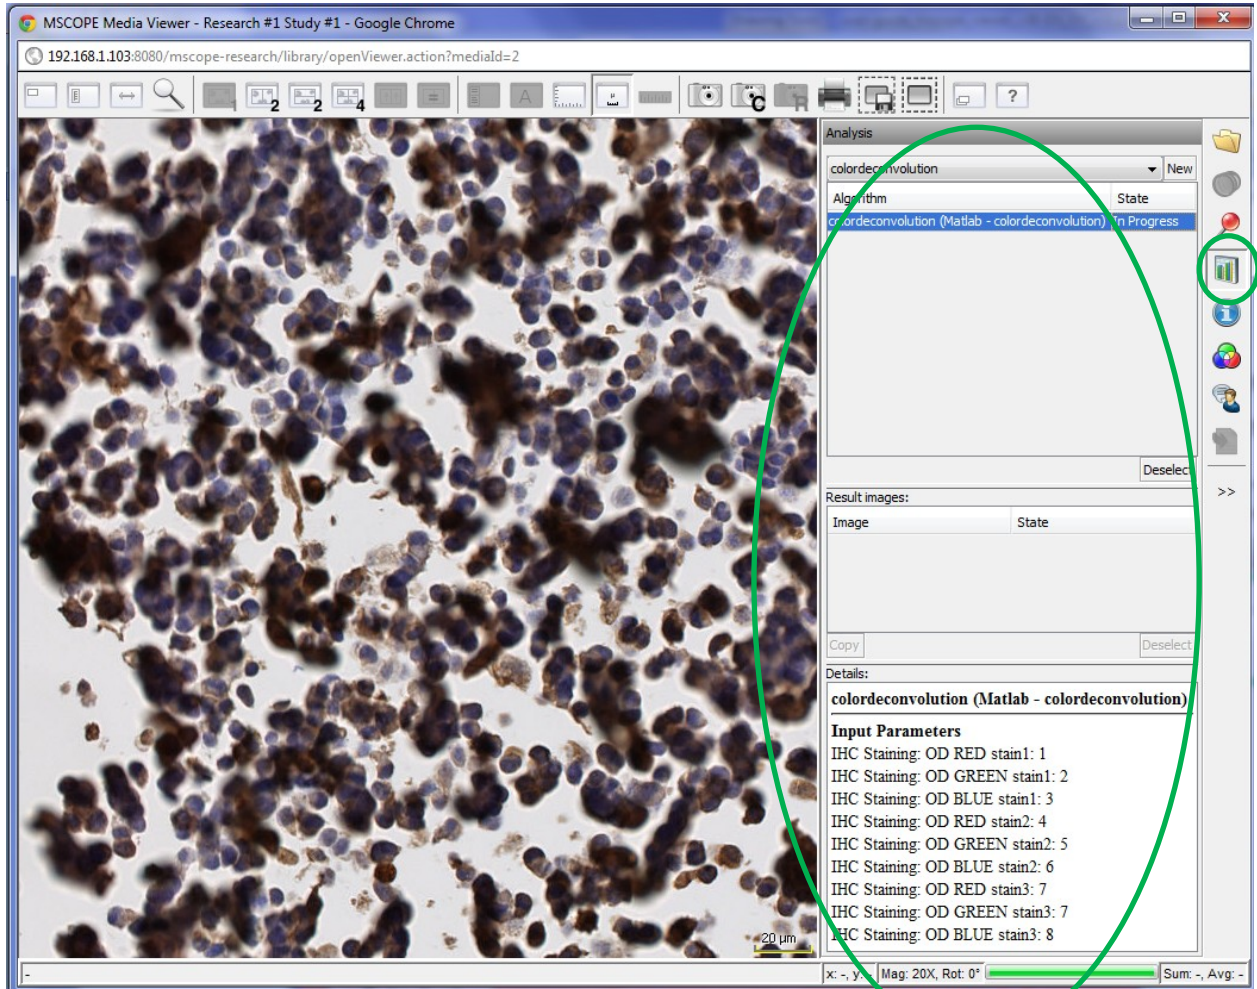 MSCOPE Media Viewer - Research #1 Study #1 - Google Chrome
192.168.1.103:8080/mscope-research/library/openViewer.action?mediaId=2
1 2 2 4 = A µ C R ?
Analysis
colordeconvolution New
Algorithm State
colordeconvolution (Matlab - colordeconvolution) In Progress
Deselect
>>
Result images:
Image State
Copy Deselect
Details:
colordeconvolution (Matlab - colordeconvolution)
Input Parameters
IHC Staining: OD RED stain1: 1
IHC Staining: OD GREEN stain1: 2
IHC Staining: OD BLUE stain1: 3
IHC Staining: OD RED stain2: 4
IHC Staining: OD GREEN stain2: 5
IHC Staining: OD BLUE stain2: 6
IHC Staining: OD RED stain3: 7
IHC Staining: OD GREEN stain3: 7
IHC Staining: OD BLUE stain3: 8
20 µm
- x: -, y: - Mag: 20X, Rot: 0° Sum: -, Avg: -